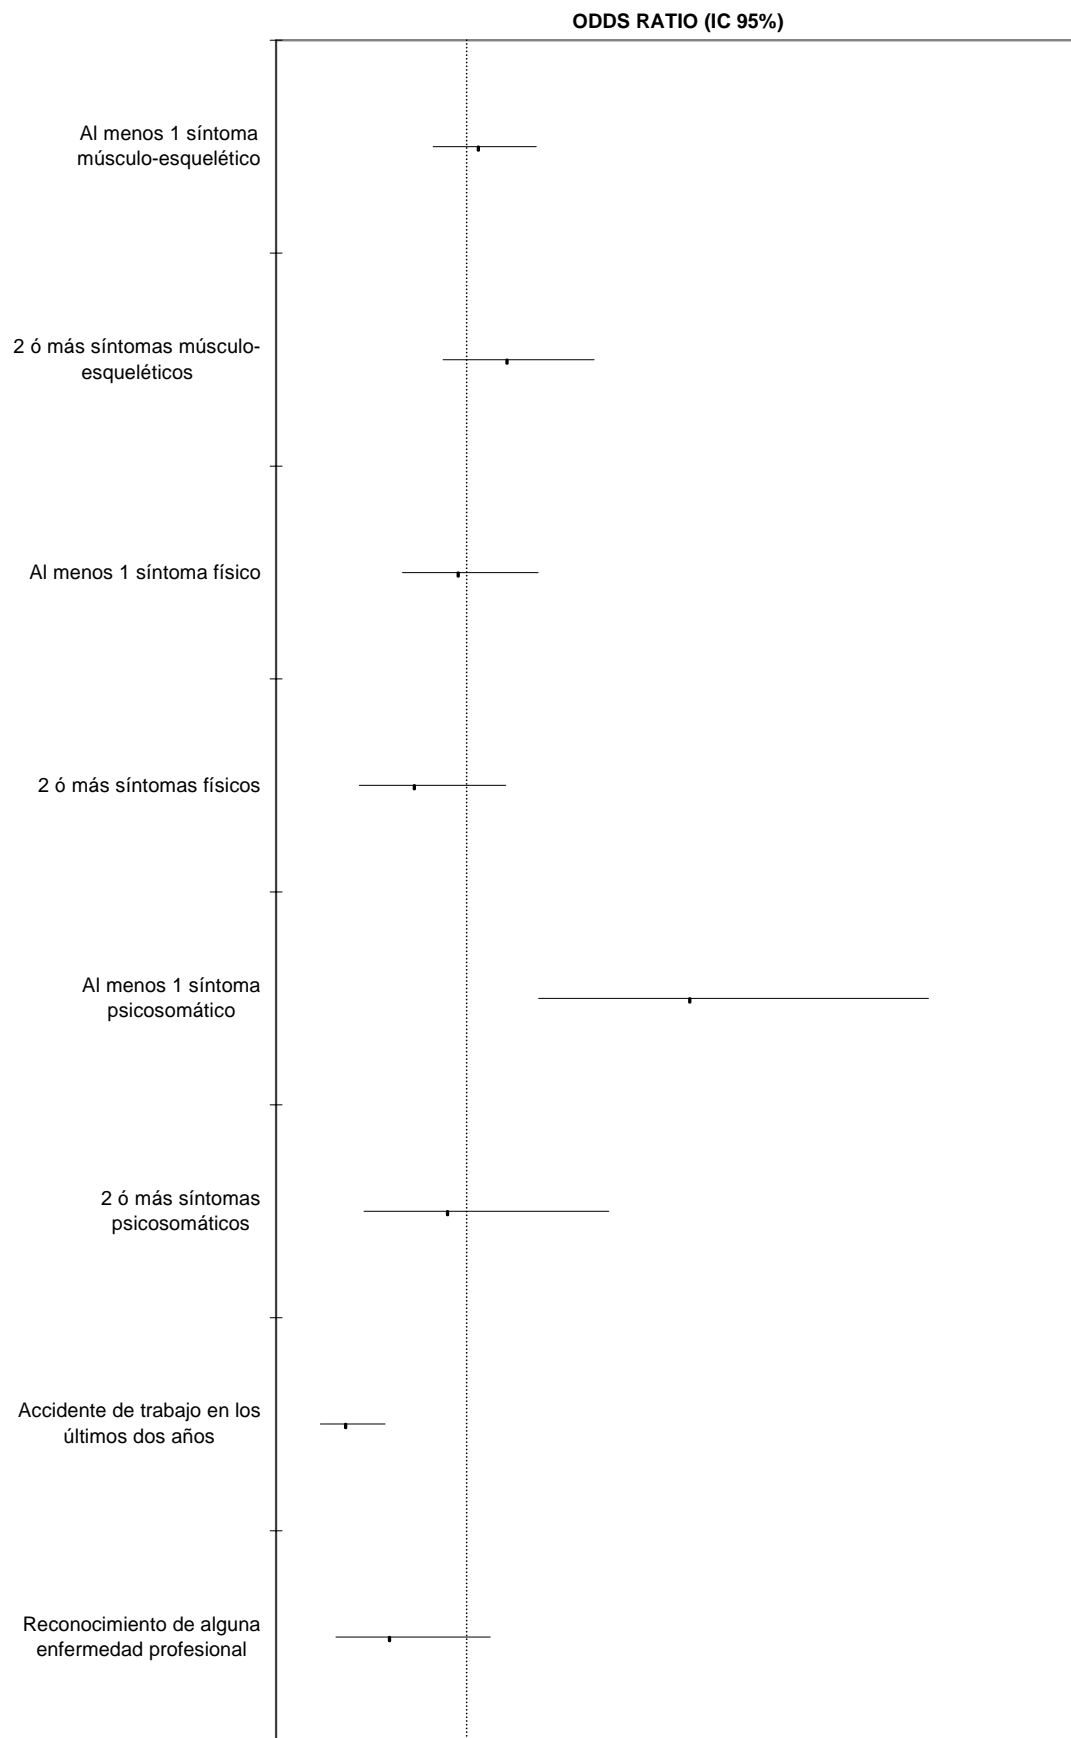 ODDS RATIO (IC 95%)
Al menos 1 síntoma
músculo-esquelético
2 ó más síntomas músculo-
esqueléticos
Al menos 1 síntoma físico
2 ó más síntomas físicos
Al menos 1 síntoma
psicosomático
2 ó más síntomas
psicosomáticos
Accidente de trabajo en los
últimos dos años
Reconocimiento de alguna
enfermedad profesional